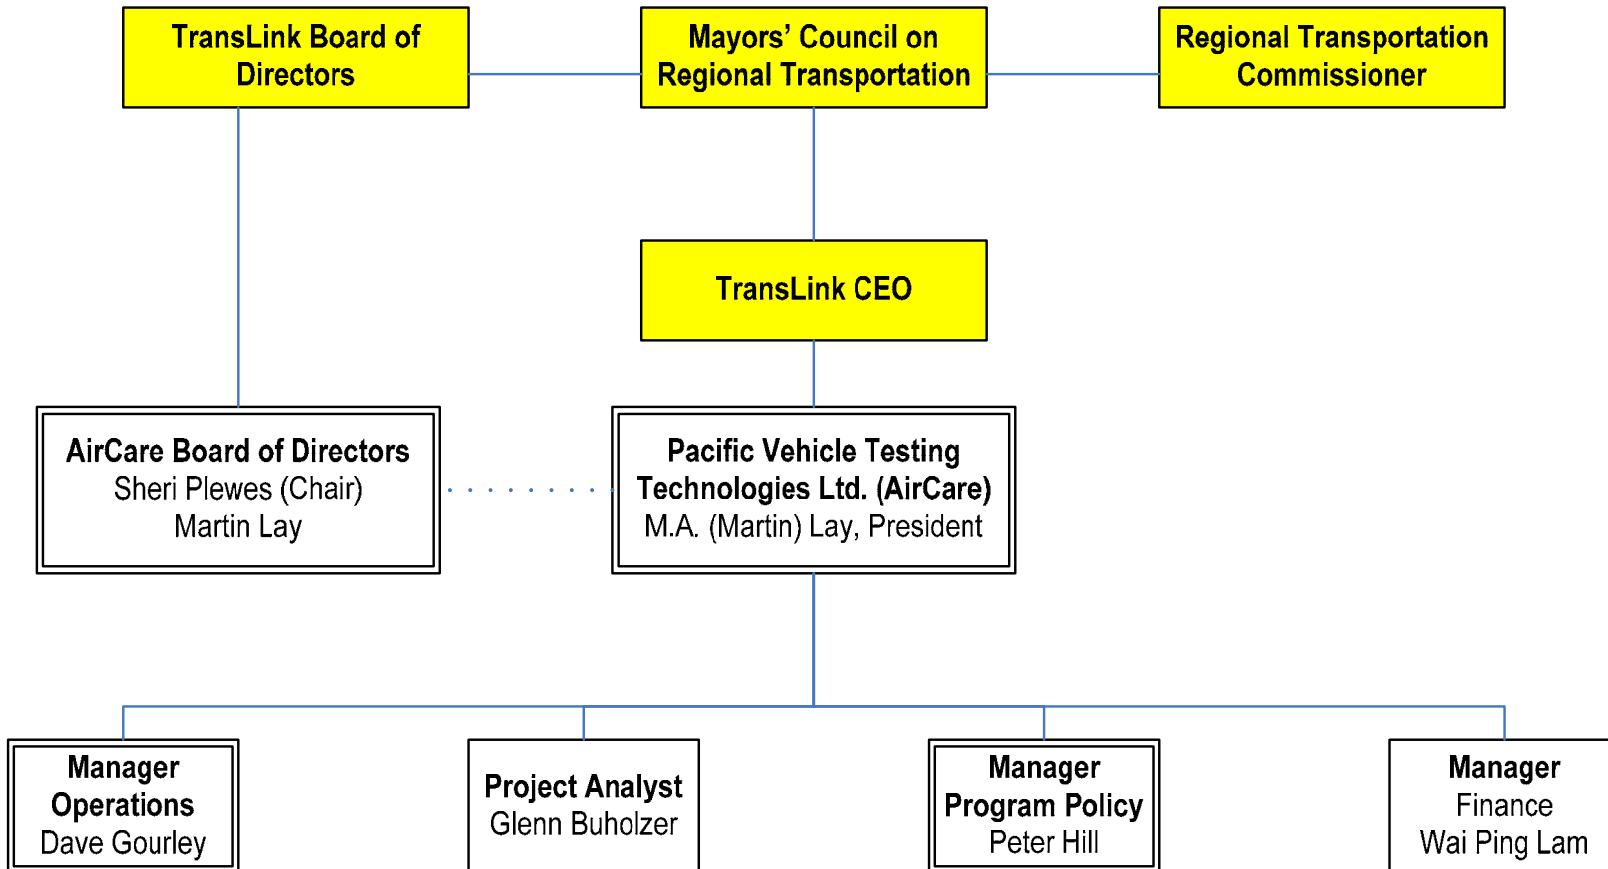 TransLink Board of
Directors
Mayors’ Council on
Regional Transportation
Regional Transportation
Commissioner
TransLink CEO
AirCare Board of Directors
Sheri Plewes (Chair)
Martin Lay
Pacific Vehicle Testing
Technologies Ltd. (AirCare)
M.A. (Martin) Lay, President
Manager
Operations
Dave Gourley
Project Analyst
Glenn Buholzer
Manager
Program Policy
Peter Hill
Manager
Finance
Wai Ping Lam